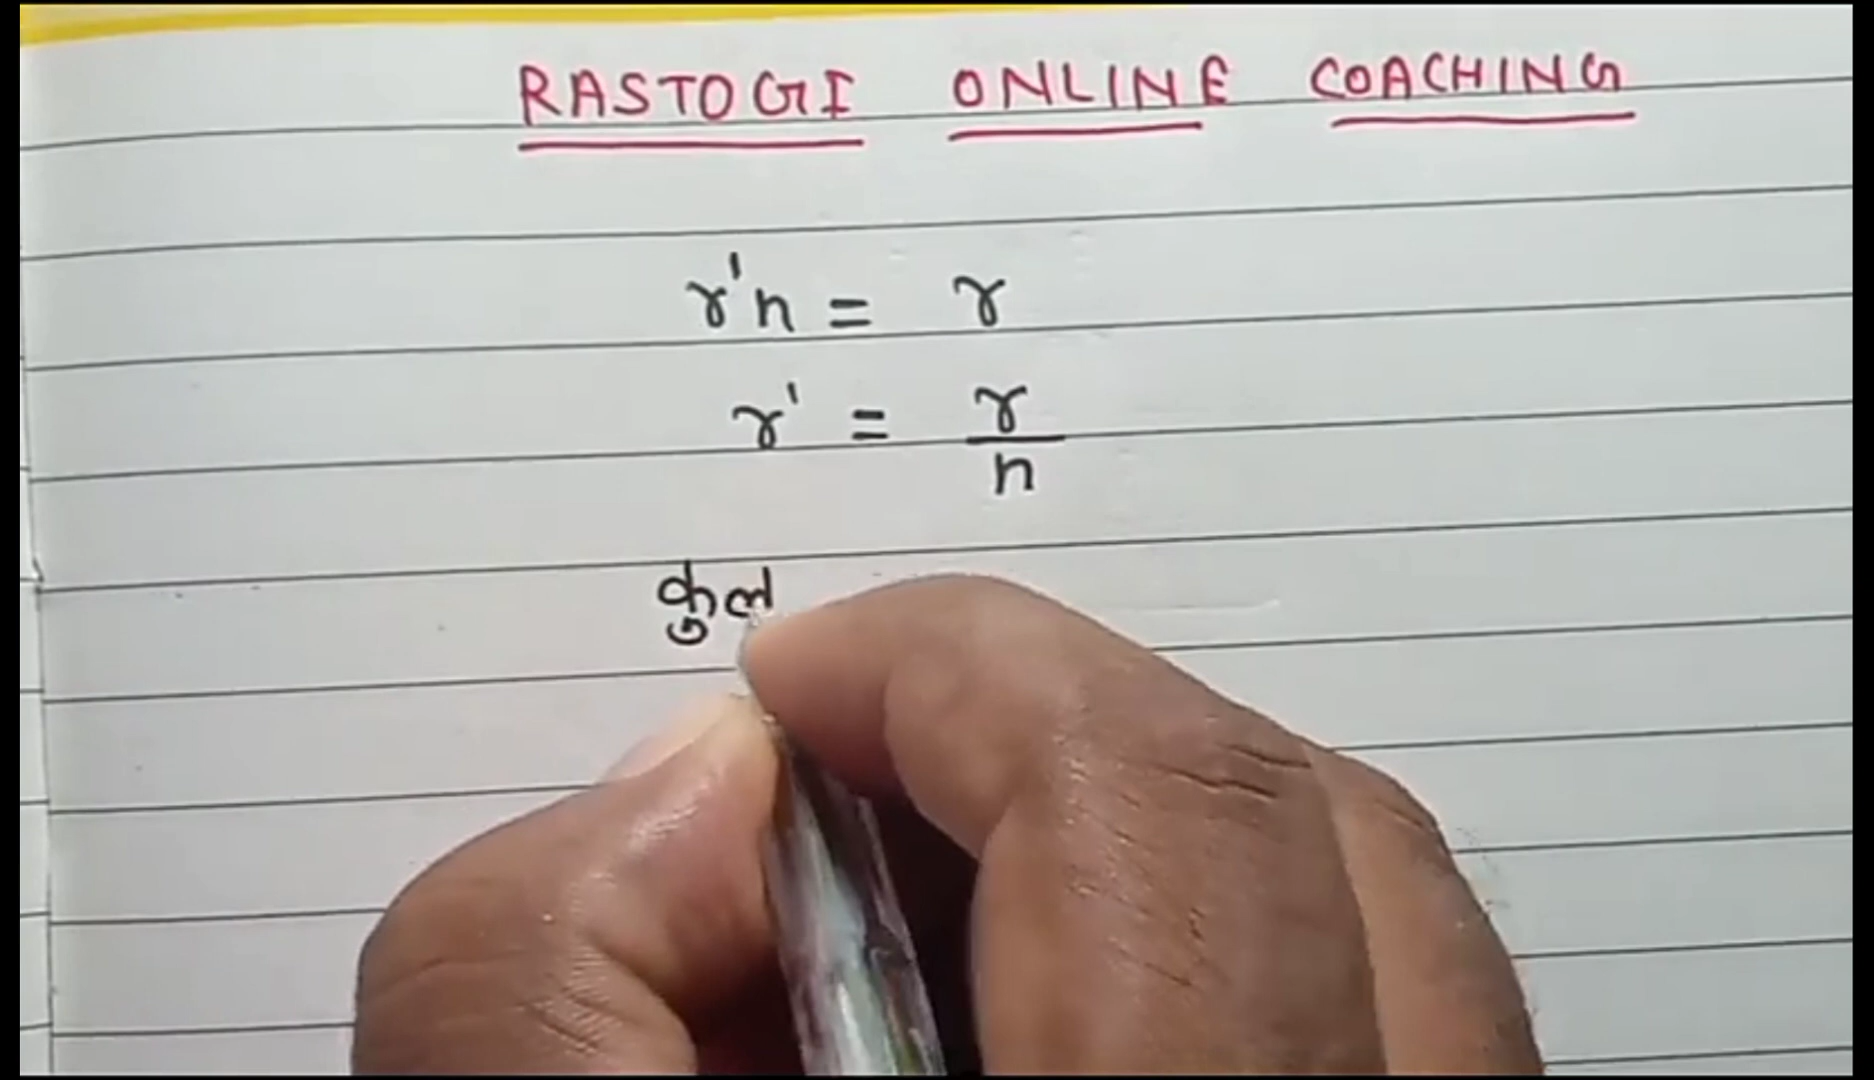 RASTOGI ONLINE COACHING
r'n = r
r' = r/n
कुल